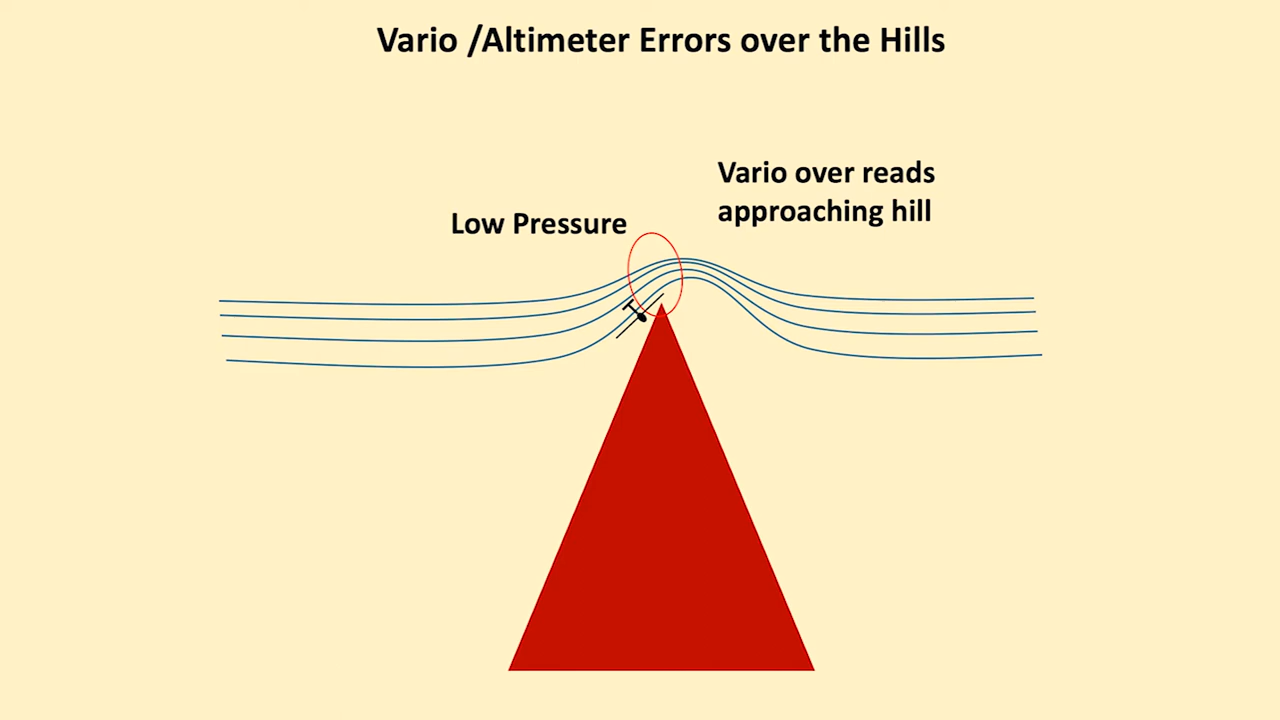 Vario /Altimeter Errors over the Hills
Vario over reads
approaching hill
Low Pressure